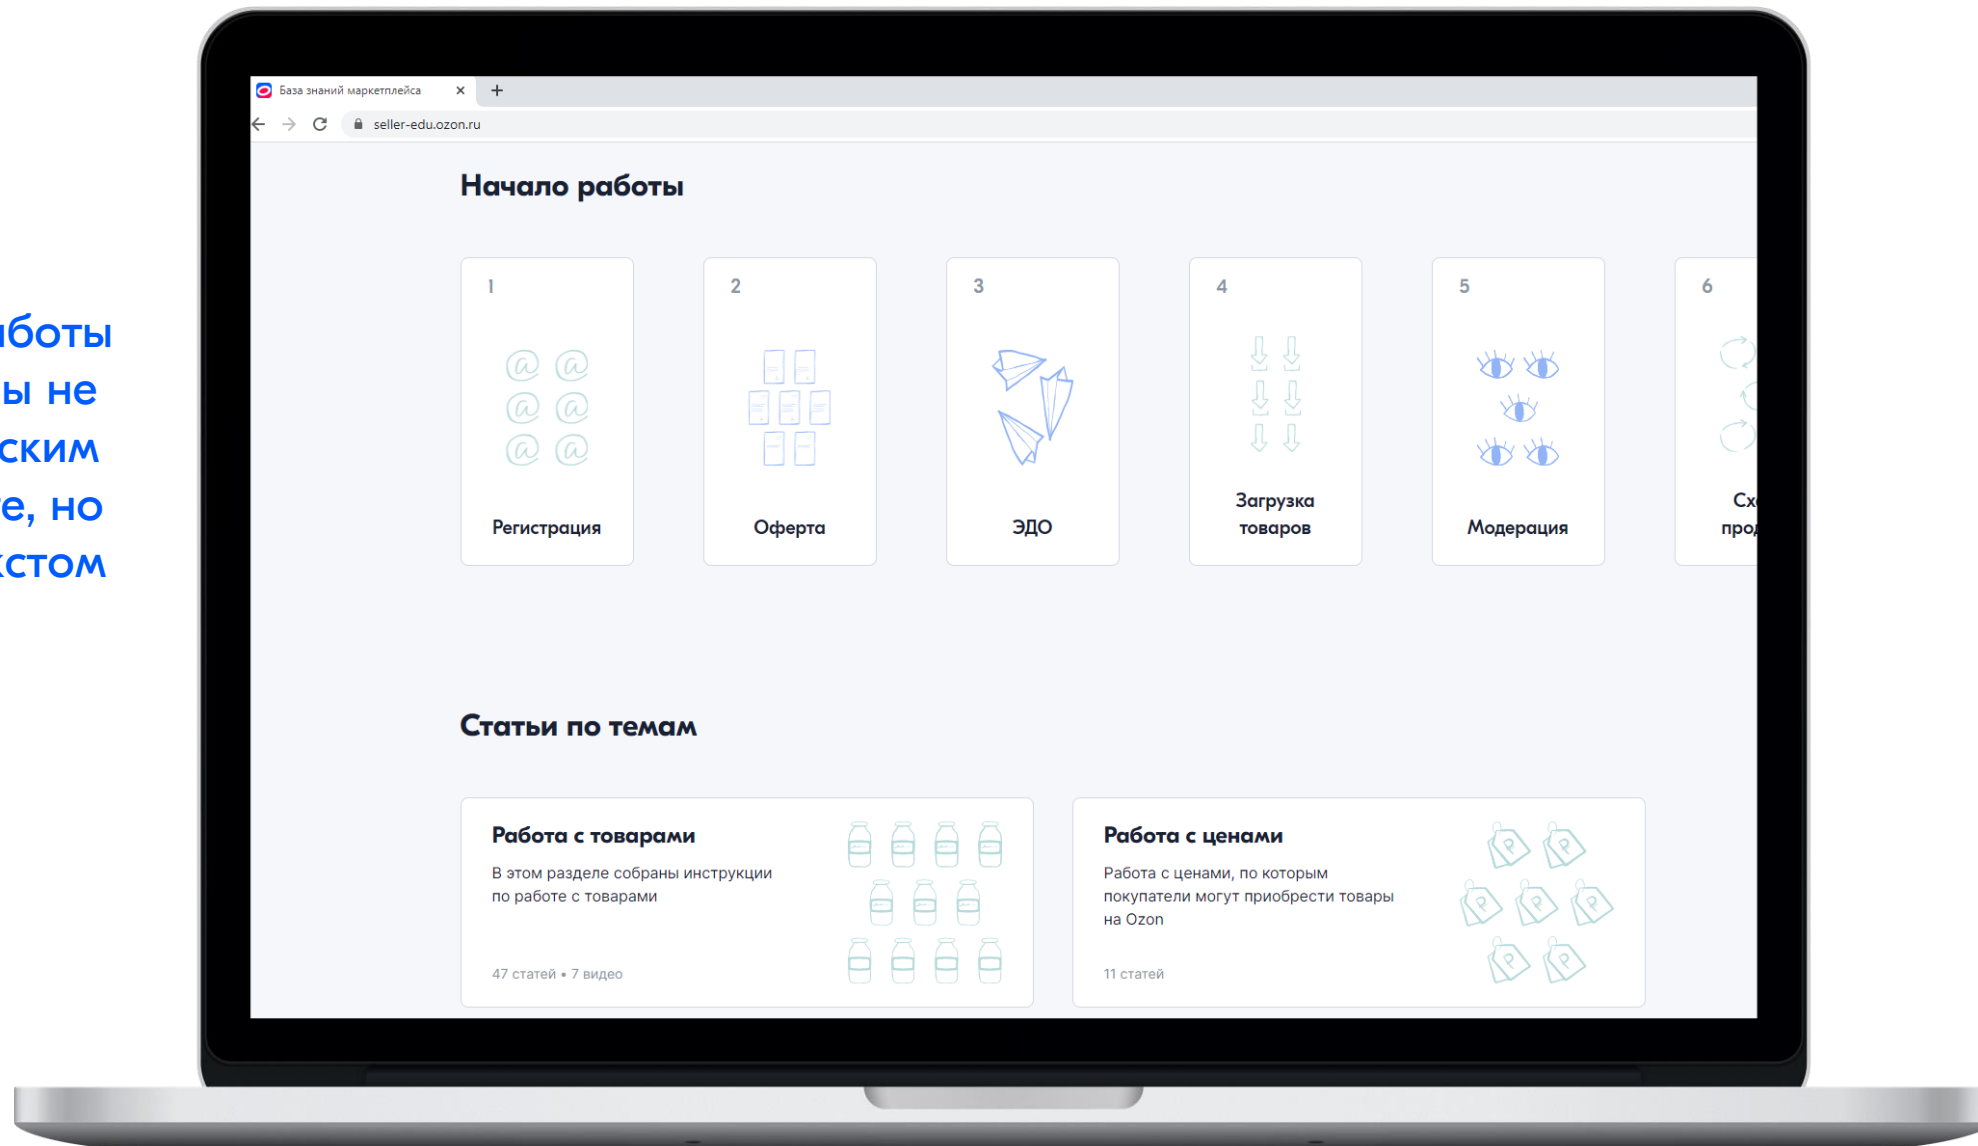 База знаний маркетплейса
seller-edu.ozon.ru
Начало работы
1
2
3
4
5
6
Регистрация
Оферта
ЭДО
Загрузка
товаров
Модерация
ы не
но
Статьи по темам
Работа с товарами
В этом разделе собраны инструкции
по работе с товарами
47 статей • 7 видео
Работа с ценами
Работа с ценами, по которым
покупатели могут приобрести товары
на Ozon
11 статей